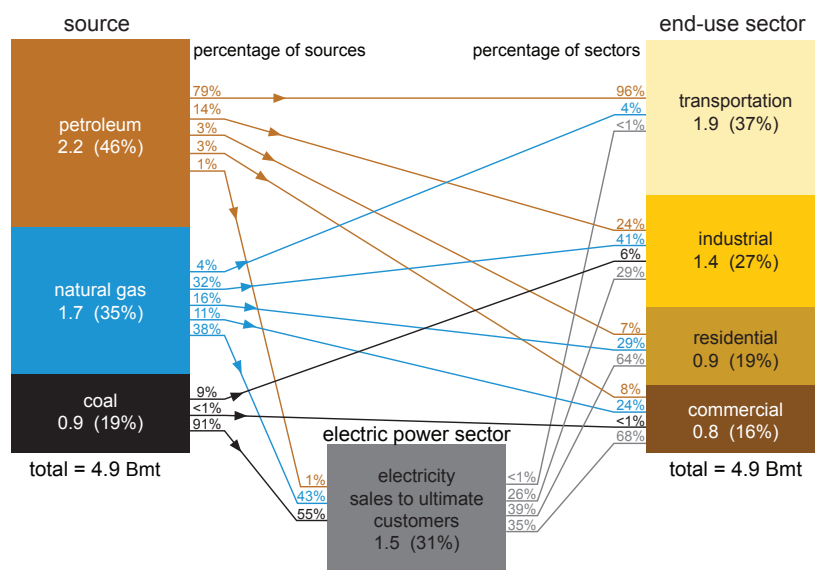 source
end-use sector
percentage of sources
percentage of sectors
petroleum
2.2 (46%)
79%
14%
3%
3%
1%
natural gas
1.7 (35%)
4%
32%
16%
11%
38%
coal
0.9 (19%)
9%
<1%
91%
total = 4.9 Bmt
electric power sector
1%
43%
55%
electricity
sales to ultimate
customers
1.5 (31%)
<1%
26%
39%
35%
96%
4%
<1%
transportation
1.9 (37%)
24%
41%
6%
29%
industrial
1.4 (27%)
7%
29%
64%
residential
0.9 (19%)
8%
24%
<1%
68%
commercial
0.8 (16%)
total = 4.9 Bmt